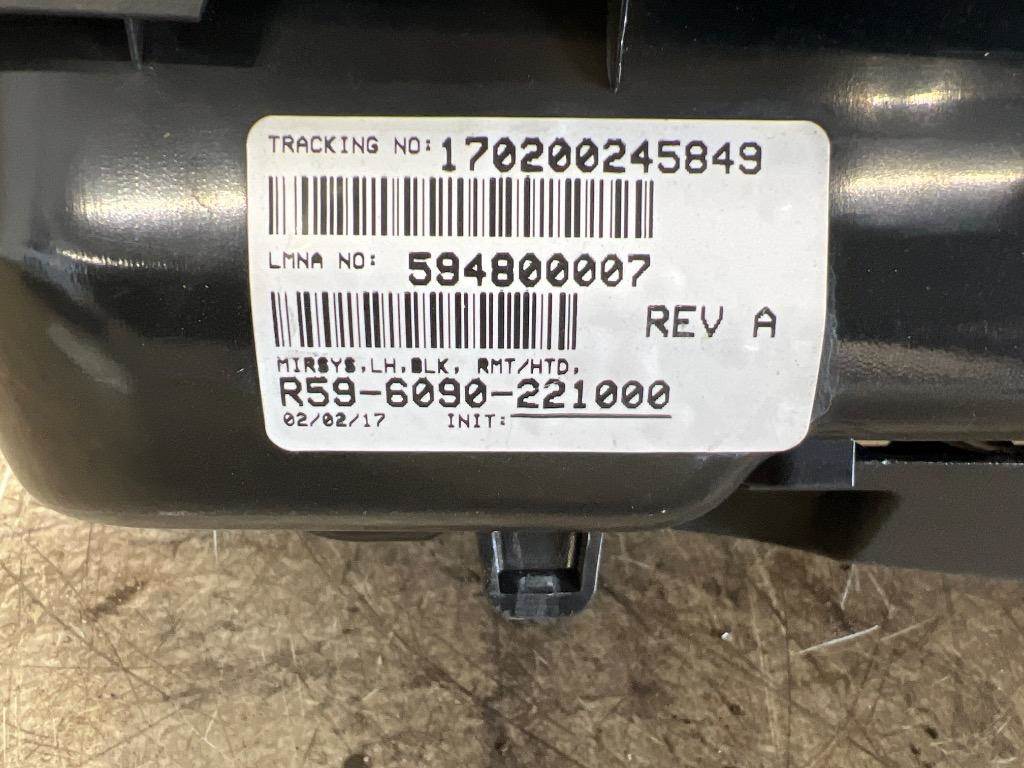 TRACKING NO: 170200245849
LMNA NO: 594800007
REV A
MIRSYS,LH,BLK, RMT/HTD,
R59-6090-221000
02/02/17 INIT: